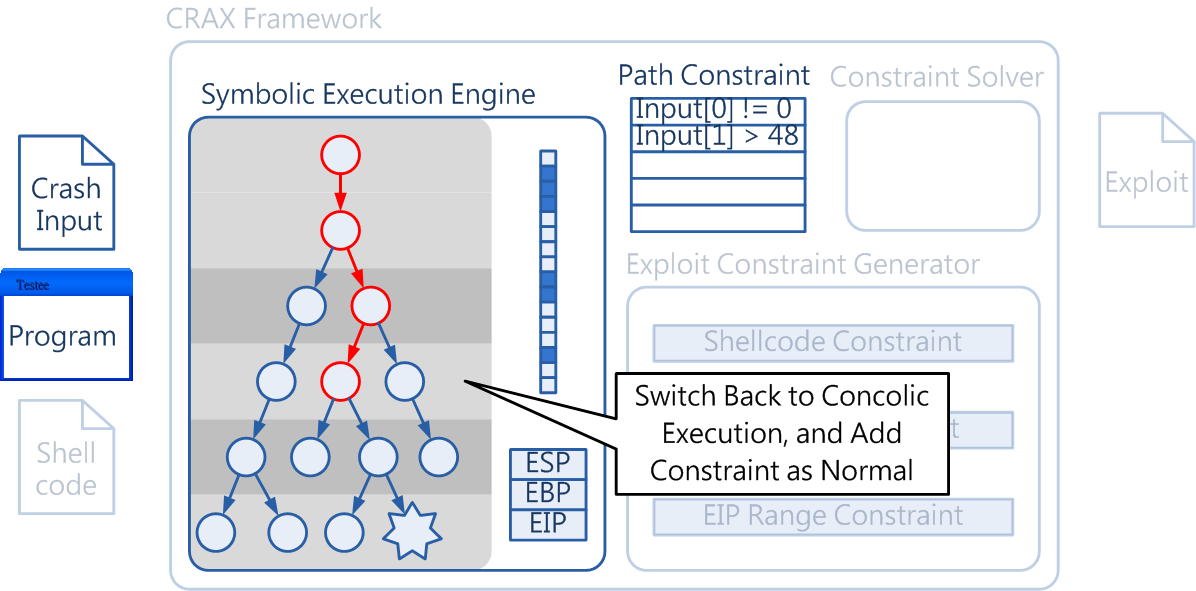 CRAX Framework
Symbolic Execution Engine
Path Constraint
Constraint Solver
Input[0] != 0
Input[1] > 48
Crash
Input
Exploit
Testee
Program
Exploit Constraint Generator
Shellcode Constraint
Switch Back to Concolic
Execution, and Add
Constraint as Normal
Shell
code
ESP
EBP
EIP
EIP Range Constraint